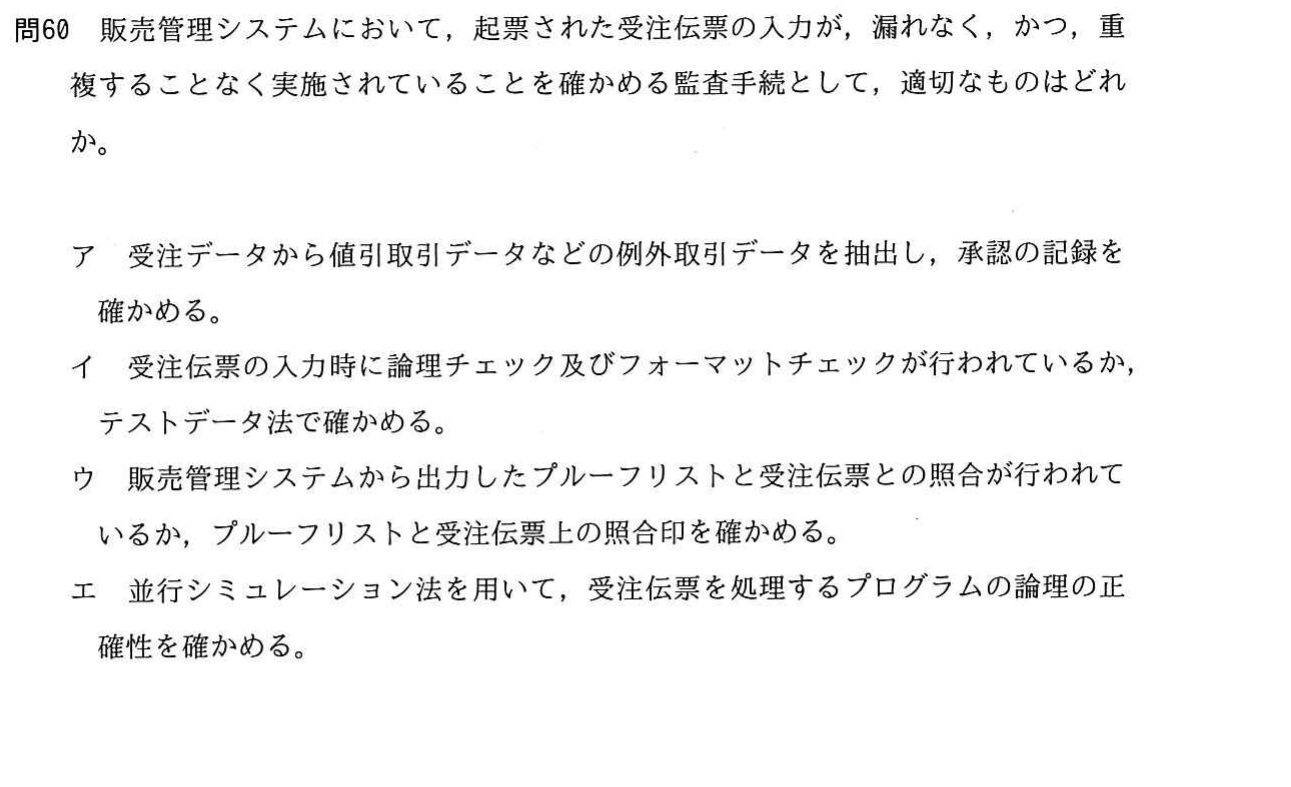 問60 販売管理システムにおいて，起票された受注伝票の入力が，漏れなく，かつ，重
複することなく実施されていることを確かめる監査手続として，適切なものはどれ
か。
ア 受注データから値引取引データなどの例外取引データを抽出し，承認の記録を
確かめる。
イ 受注伝票の入力時に論理チェック及びフォーマットチェックが行われているか，
テストデータ法で確かめる。
ウ 販売管理システムから出力したプルーフリストと受注伝票との照合が行われて
いるか，プルーフリストと受注伝票上の照合印を確かめる。
エ 並行シミュレーション法を用いて，受注伝票を処理するプログラムの論理の正
確性を確かめる。